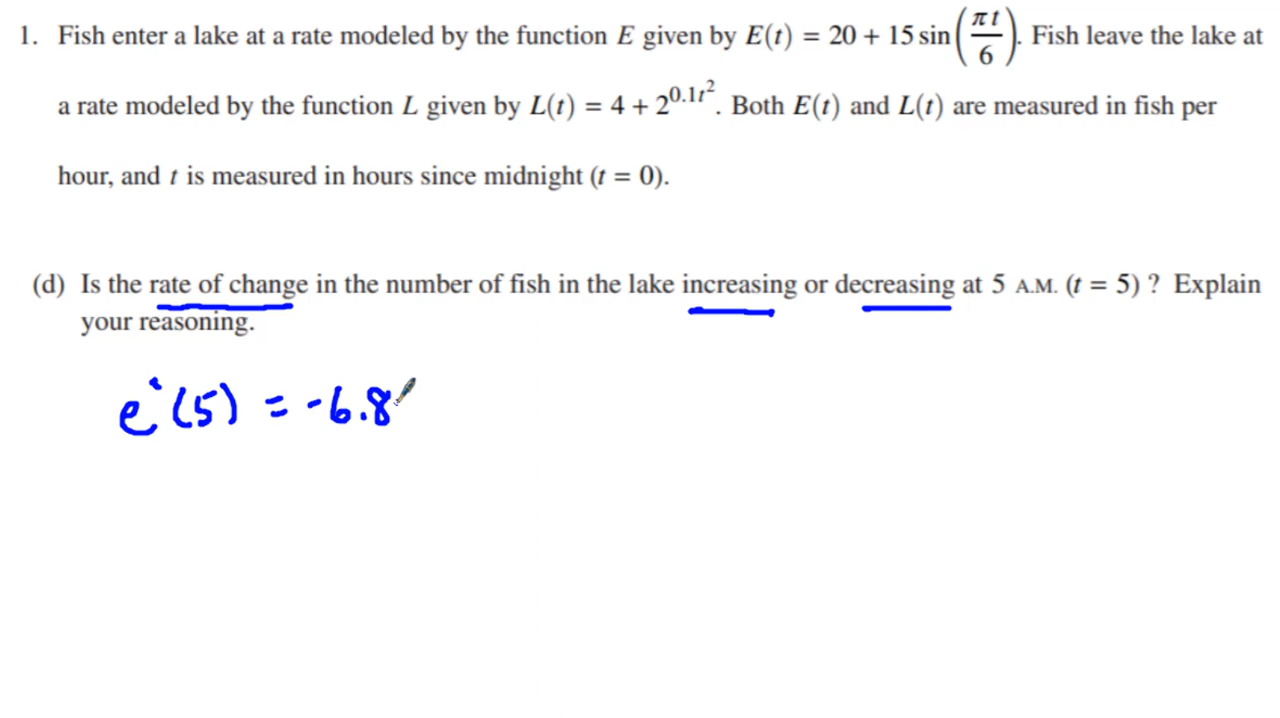 1. Fish enter a lake at a rate modeled by the function E given by E(t) = 20 + 15 sin(πt/6). Fish leave the lake at
a rate modeled by the function L given by L(t) = 4 + 2^{0.1t^2}. Both E(t) and L(t) are measured in fish per
hour, and t is measured in hours since midnight (t = 0).
(d) Is the rate of change in the number of fish in the lake increasing or decreasing at 5 A.M. (t = 5) ? Explain
your reasoning.
e'(5) = -6.8